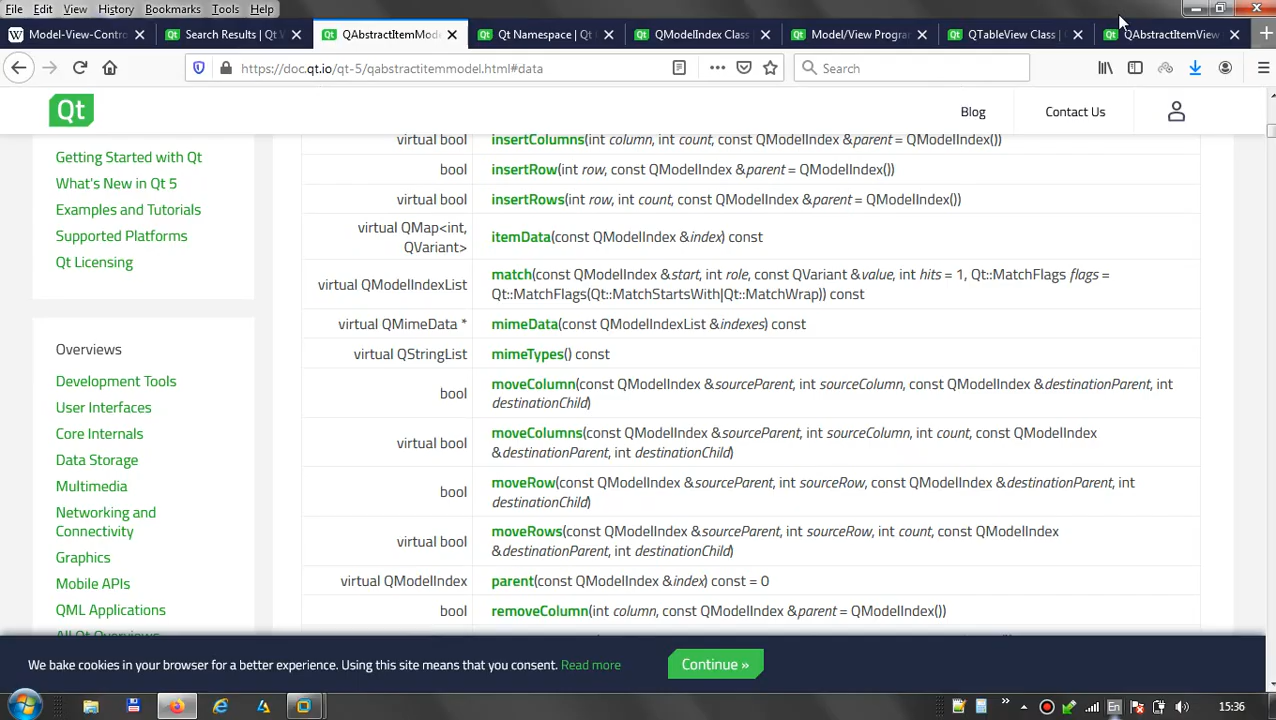 File Edit View History Bookmarks Tools Help
Model-View-Contro
Search Results | Qt W
QAbstractItemMode
Qt Namespace | Qt C
QModelIndex Class
Model/View Progra
QTableView Class |
QAbstractItemView
https://doc.qt.io/qt-5/qabstractitemmodel.html#data
Search
Qt
Blog
Contact Us
Getting Started with Qt
What's New in Qt 5
Examples and Tutorials
Supported Platforms
Qt Licensing
Overviews
Development Tools
User Interfaces
Core Internals
Data Storage
Multimedia
Networking and
Connectivity
Graphics
Mobile APIs
QML Applications
All Qt Overviews
virtual bool insertColumns(int column, int count, const QModelIndex &parent = QModelIndex())
bool insertRow(int row, const QModelIndex &parent = QModelIndex())
virtual bool insertRows(int row, int count, const QModelIndex &parent = QModelIndex())
virtual QMap<int,
QVariant>
itemData(const QModelIndex &index) const
virtual QModelIndexList
match(const QModelIndex &start, int role, const QVariant &value, int hits = 1, Qt::MatchFlags flags =
Qt::MatchFlags(Qt::MatchStartsWith|Qt::MatchWrap)) const
virtual QMimeData * mimeData(const QModelIndexList &indexes) const
virtual QStringList mimeTypes() const
bool
moveColumn(const QModelIndex &sourceParent, int sourceColumn, const QModelIndex &destinationParent, int
destinationChild)
virtual bool
moveColumns(const QModelIndex &sourceParent, int sourceColumn, int count, const QModelIndex
&destinationParent, int destinationChild)
bool
moveRow(const QModelIndex &sourceParent, int sourceRow, const QModelIndex &destinationParent, int
destinationChild)
virtual bool
moveRows(const QModelIndex &sourceParent, int sourceRow, int count, const QModelIndex
&destinationParent, int destinationChild)
virtual QModelIndex parent(const QModelIndex &index) const = 0
bool removeColumn(int column, const QModelIndex &parent = QModelIndex())
We bake cookies in your browser for a better experience. Using this site means that you consent. Read more
Continue »
En
15:36